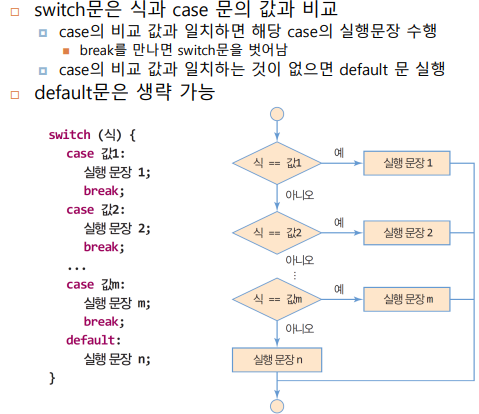 switch문은 식과 case 문의 값과 비교
case의 비교 값과 일치하면 해당 case의 실행문장 수행
break를 만나면 switch문을 벗어남
case의 비교 값과 일치하는 것이 없으면 default 문 실행
default문은 생략 가능
switch (식) {
case 값1:
실행 문장 1;
break;
case 값2:
실행 문장 2;
break;
...
case 값m:
실행 문장 m;
break;
default:
실행 문장 n;
}
식 == 값1
예
실행 문장 1
아니오
식 == 값2
예
실행 문장 2
아니오
⋮
식 == 값m
예
실행 문장 m
아니오
실행 문장 n